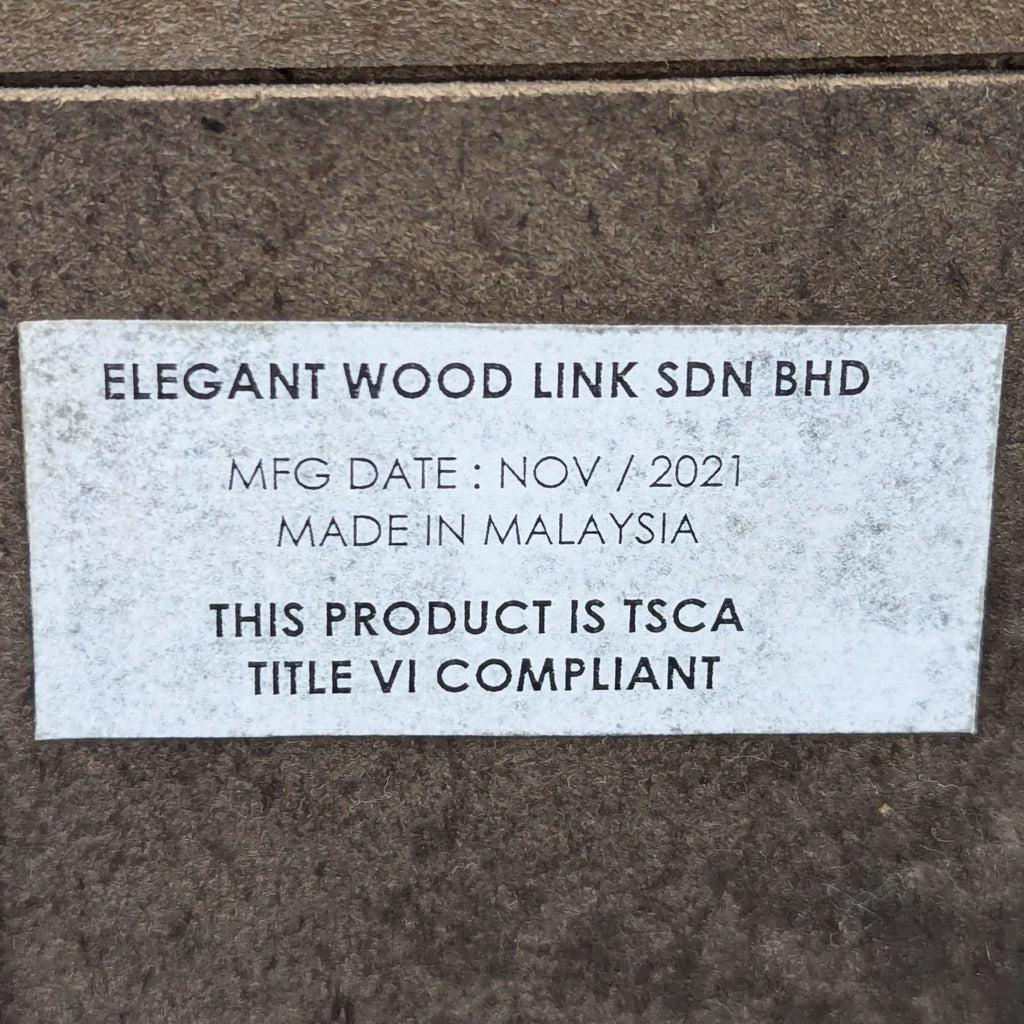 ELEGANT WOOD LINK SDN BHD
MFG DATE : NOV / 2021
MADE IN MALAYSIA
THIS PRODUCT IS TSCA
TITLE VI COMPLIANT